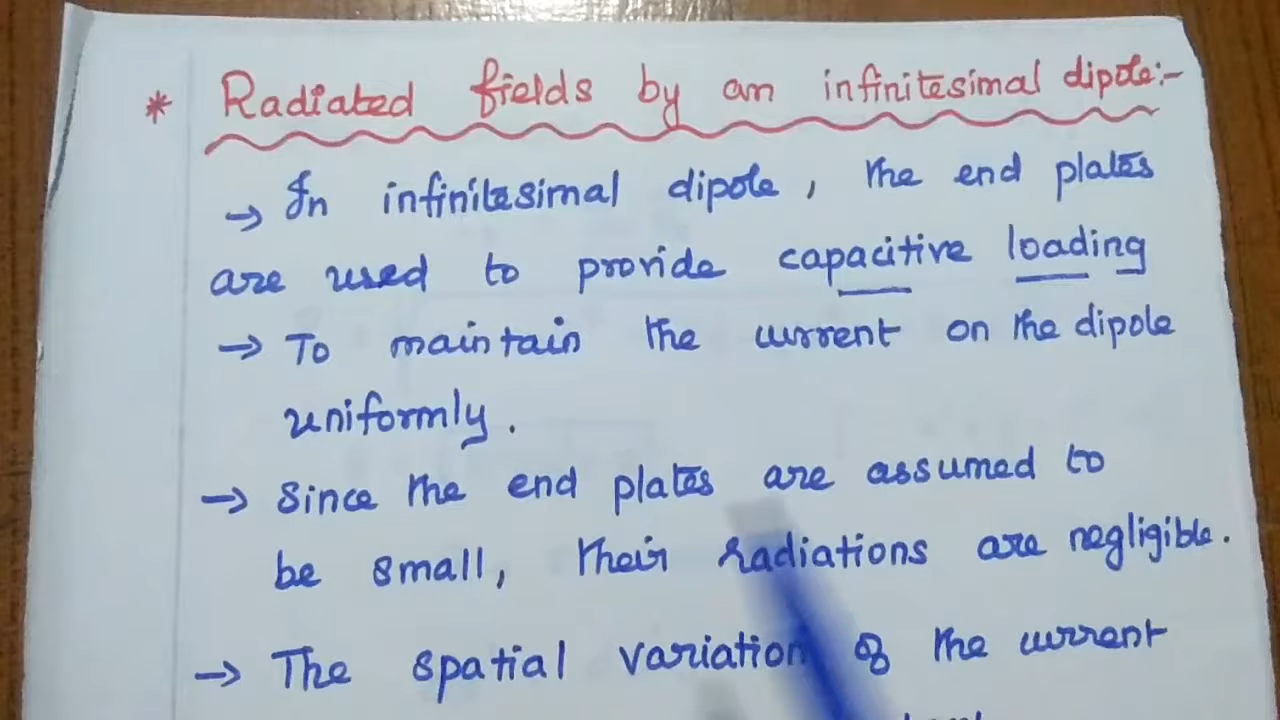 * Radiated fields by an infinitesimal dipole:-
→ In infinitesimal dipole, the end plates
are used to provide capacitive loading
→ To maintain the current on the dipole
uniformly.
→ Since the end plates are assumed to
be small, their radiations are negligible.
→ The spatial variation of the current